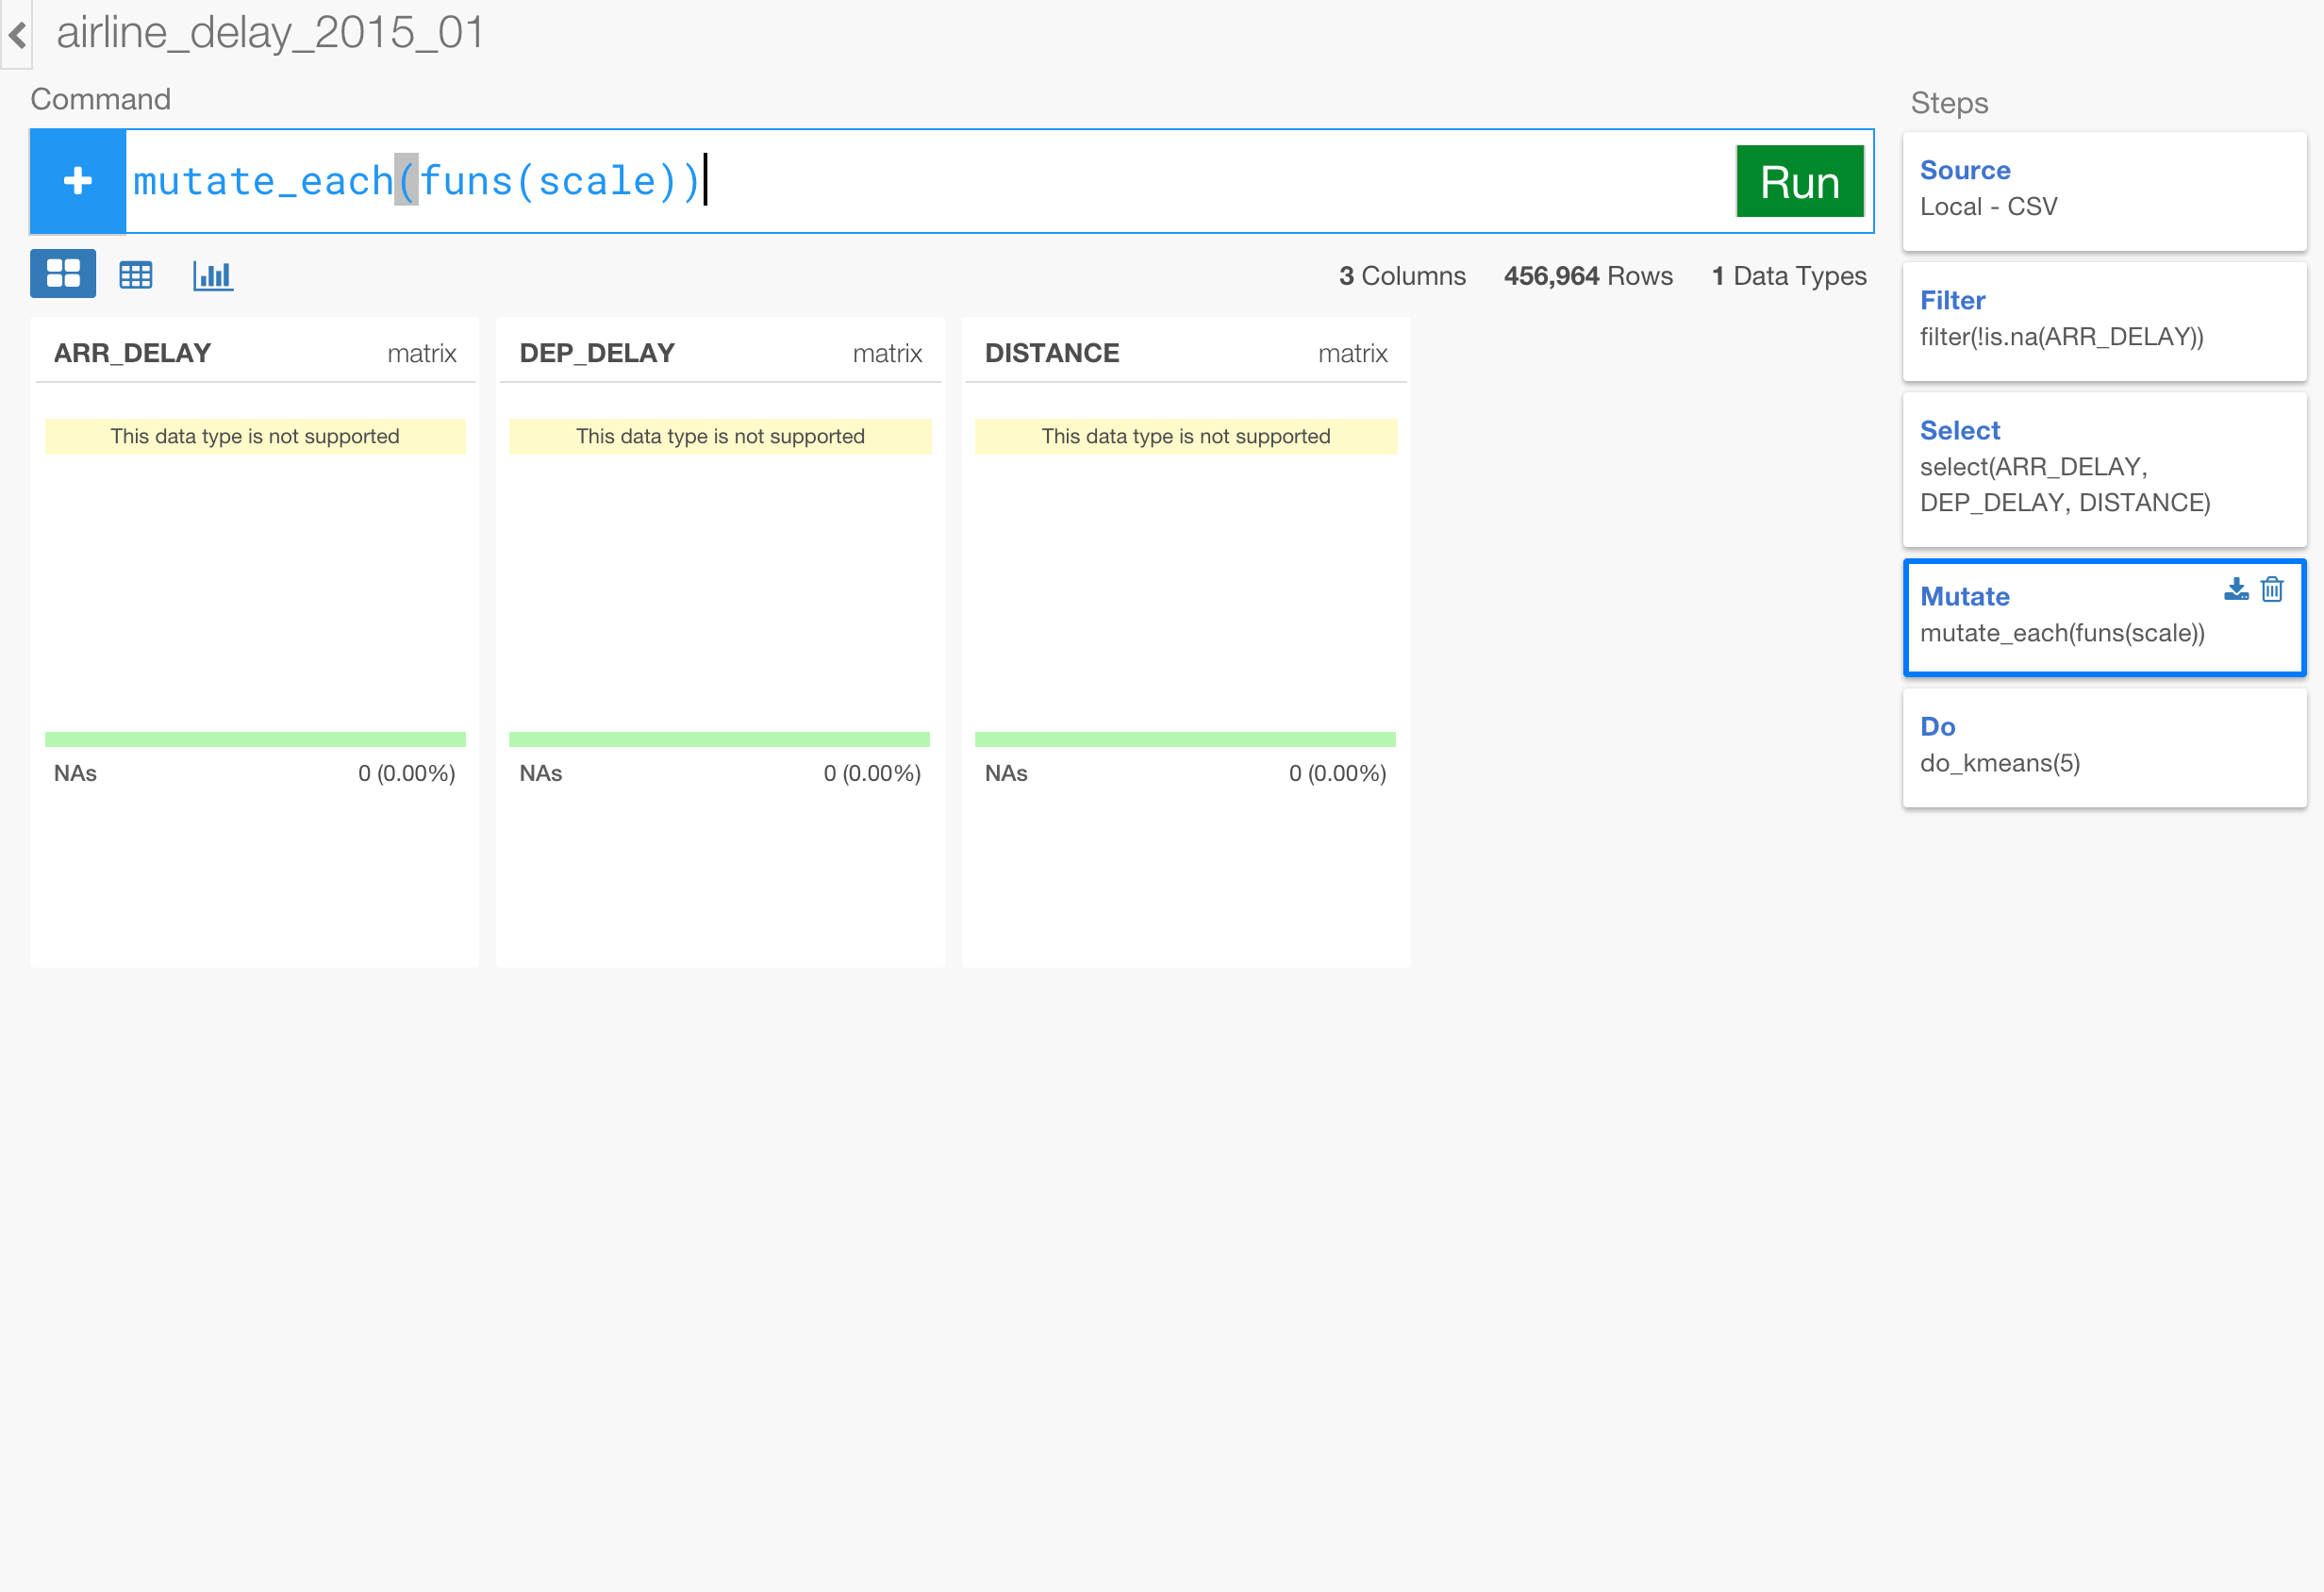 airline_delay_2015_01
Command
Steps
mutate_each(funs(scale))
Run
3 Columns 456,964 Rows 1 Data Types
ARR_DELAY matrix
This data type is not supported
NAs 0 (0.00%)
DEP_DELAY matrix
This data type is not supported
NAs 0 (0.00%)
DISTANCE matrix
This data type is not supported
NAs 0 (0.00%)
Source
Local - CSV
Filter
filter(!is.na(ARR_DELAY))
Select
select(ARR_DELAY,
DEP_DELAY, DISTANCE)
Mutate
mutate_each(funs(scale))
Do
do_kmeans(5)